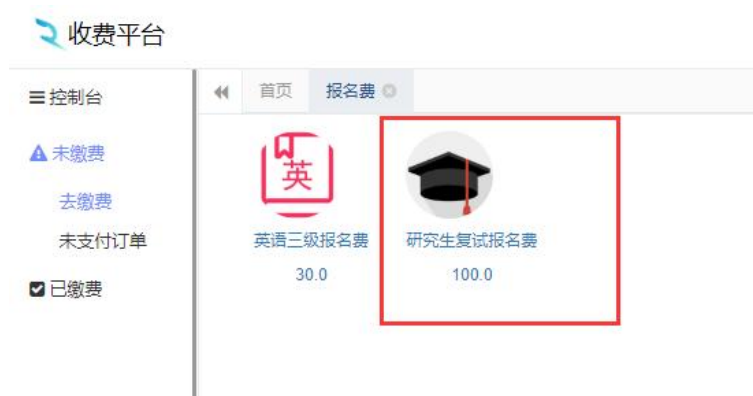 收费平台
控制台
首页
报名费
未缴费
英
去缴费
未支付订单
英语三级报名费
研究生复试报名费
30.0
100.0
已缴费